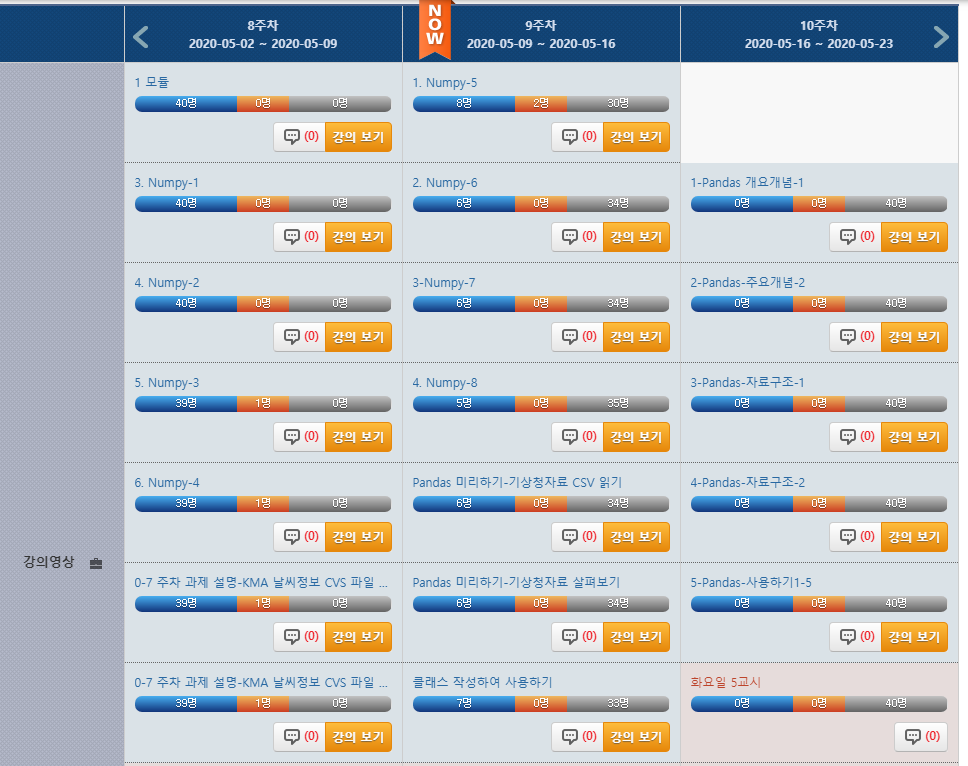 8주차
2020-05-02 ~ 2020-05-09
NOW
9주차
2020-05-09 ~ 2020-05-16
10주차
2020-05-16 ~ 2020-05-23
강의영상
1 모듈
40명 0명 0명
(0) 강의 보기
1. Numpy-5
8명 2명 30명
(0) 강의 보기
3. Numpy-1
40명 0명 0명
(0) 강의 보기
2. Numpy-6
6명 0명 34명
(0) 강의 보기
1-Pandas 개요개념-1
0명 0명 40명
(0) 강의 보기
4. Numpy-2
40명 0명 0명
(0) 강의 보기
3-Numpy-7
6명 0명 34명
(0) 강의 보기
2-Pandas-주요개념-2
0명 0명 40명
(0) 강의 보기
5. Numpy-3
39명 1명 0명
(0) 강의 보기
4. Numpy-8
5명 0명 35명
(0) 강의 보기
3-Pandas-자료구조-1
0명 0명 40명
(0) 강의 보기
6. Numpy-4
39명 1명 0명
(0) 강의 보기
Pandas 미리하기-기상청자료 CSV 읽기
6명 0명 34명
(0) 강의 보기
4-Pandas-자료구조-2
0명 0명 40명
(0) 강의 보기
0-7 주차 과제 설명-KMA 날씨정보 CVS 파일 ...
39명 1명 0명
(0) 강의 보기
Pandas 미리하기-기상청자료 살펴보기
6명 0명 34명
(0) 강의 보기
5-Pandas-사용하기1-5
0명 0명 40명
(0) 강의 보기
0-7 주차 과제 설명-KMA 날씨정보 CVS 파일 ...
39명 1명 0명
(0) 강의 보기
클래스 작성하여 사용하기
7명 0명 33명
(0) 강의 보기
화요일 5교시
0명 0명 40명
(0)